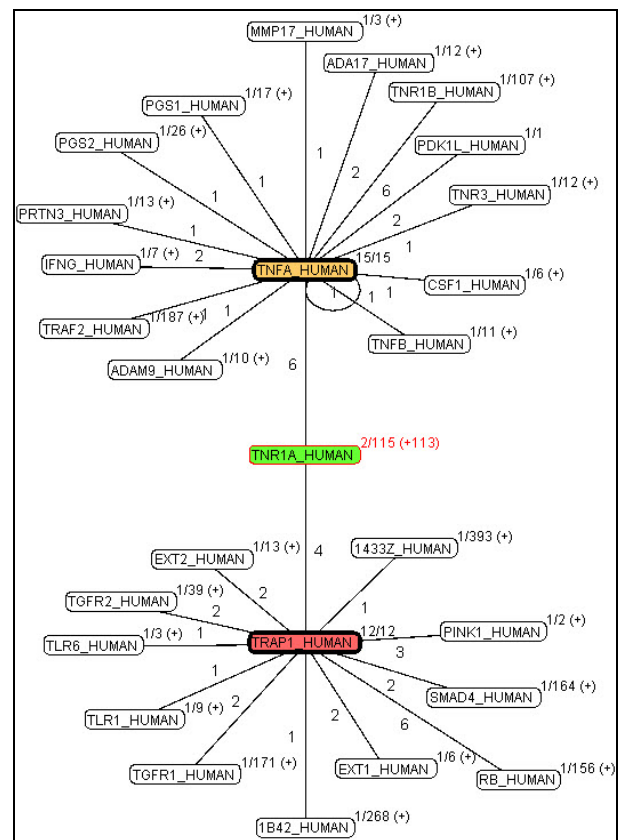 MMP17_HUMAN 1/3 (+)
ADA17_HUMAN 1/12 (+)
TNR1B_HUMAN 1/107 (+)
PGS1_HUMAN 1/17 (+)
PGS2_HUMAN 1/26 (+)
PDK1L_HUMAN 1/1
1
1
2
6
TNR3_HUMAN 1/12 (+)
1
PRTN3_HUMAN 1/13 (+)
2
1
1
IFNG_HUMAN 1/7 (+)
2
TNFA_HUMAN 15/15
CSF1_HUMAN 1/6 (+)
1
1
1
TRAF2_HUMAN 1/187 (+)
1
1
TNFB_HUMAN 1/11 (+)
ADAM9_HUMAN 1/10 (+)
6
TNR1A_HUMAN 2/115 (+113)
EXT2_HUMAN 1/13 (+)
4
1433Z_HUMAN 1/393 (+)
TGFR2_HUMAN 1/39 (+)
2
2
1
TLR6_HUMAN 1/3 (+)
1
TRAP1_HUMAN 12/12
PINK1_HUMAN 1/2 (+)
3
1
2
SMAD4_HUMAN 1/164 (+)
TLR1_HUMAN 1/9 (+)
2
2
6
1
TGFR1_HUMAN 1/171 (+)
EXT1_HUMAN 1/6 (+)
RB_HUMAN 1/156 (+)
1B42_HUMAN 1/268 (+)